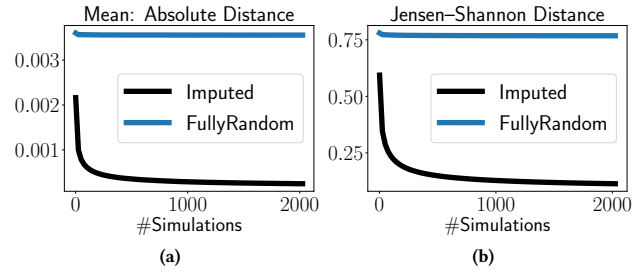 Mean: Absolute Distance
0.003
0.002
0.001
Imputed
FullyRandom
0
1000
2000
#Simulations
(a)
Jensen–Shannon Distance
0.75
0.50
0.25
Imputed
FullyRandom
0
1000
2000
#Simulations
(b)